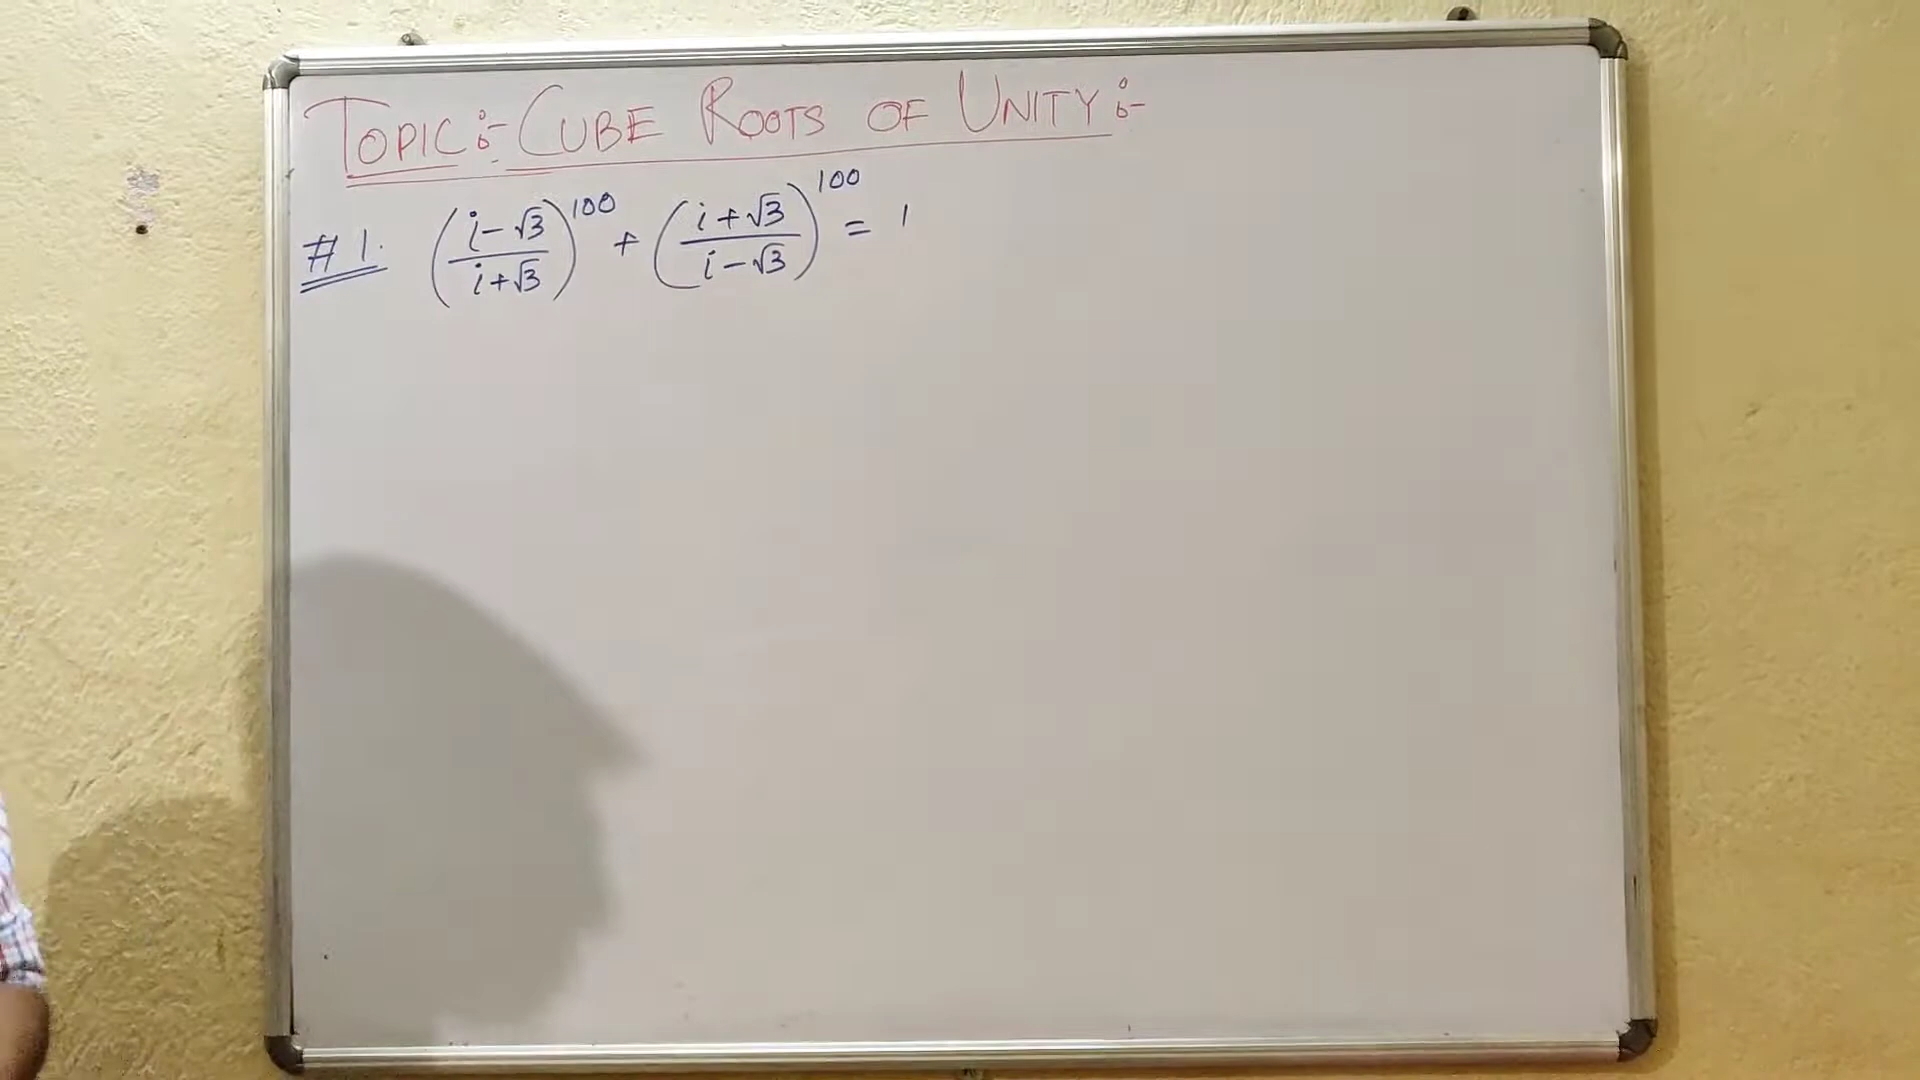 TOPIC:- CUBE ROOTS OF UNITY:-
# 1. ((i-√3)/(i+√3))^100 + ((i+√3)/(i-√3))^100 = 1